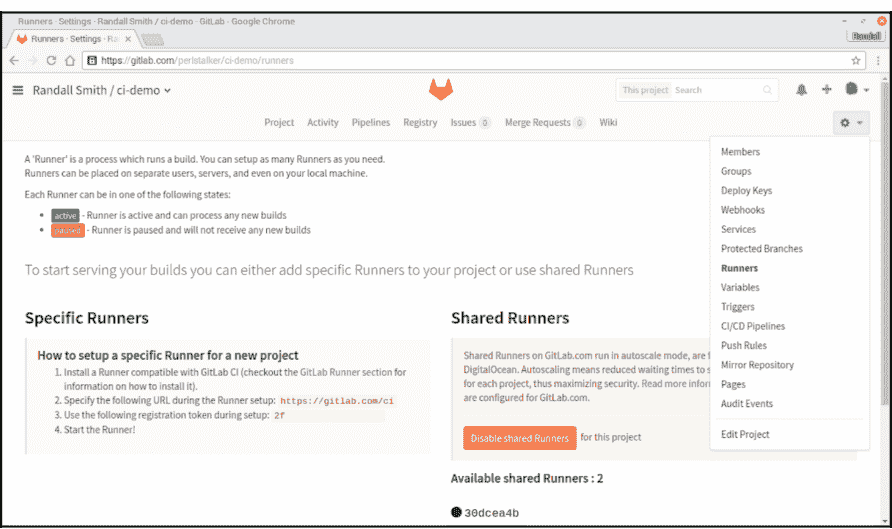 Runners · Settings · Randall Smith / ci-demo · GitLab - Google Chrome
Runners · Settings · Ra
Randall
https://gitlab.com/perlstalker/ci-demo/runners
Randall Smith / ci-demo
This project Search
Project Activity Pipelines Registry Issues 0 Merge Requests 0 Wiki
A 'Runner' is a process which runs a build. You can setup as many Runners as you need.
Runners can be placed on separate users, servers, and even on your local machine.
Each Runner can be in one of the following states:
active - Runner is active and can process any new builds
paused - Runner is paused and will not receive any new builds
To start serving your builds you can either add specific Runners to your project or use shared Runners
Specific Runners
How to setup a specific Runner for a new project
1. Install a Runner compatible with GitLab CI (checkout the GitLab Runner section for
information on how to install it).
2. Specify the following URL during the Runner setup: https://gitlab.com/ci
3. Use the following registration token during setup: 2f
4. Start the Runner!
Shared Runners
Shared Runners on GitLab.com run in autoscale mode, are
DigitalOcean. Autoscaling means reduced waiting times to
for each project, thus maximizing security. Read more
are configured for GitLab.com.
Disable shared Runners for this project
Available shared Runners : 2
30dcea4b
Members
Groups
Deploy Keys
Webhooks
Services
Protected Branches
Runners
Variables
Triggers
CI/CD Pipelines
Push Rules
Mirror Repository
Pages
Audit Events
Edit Project